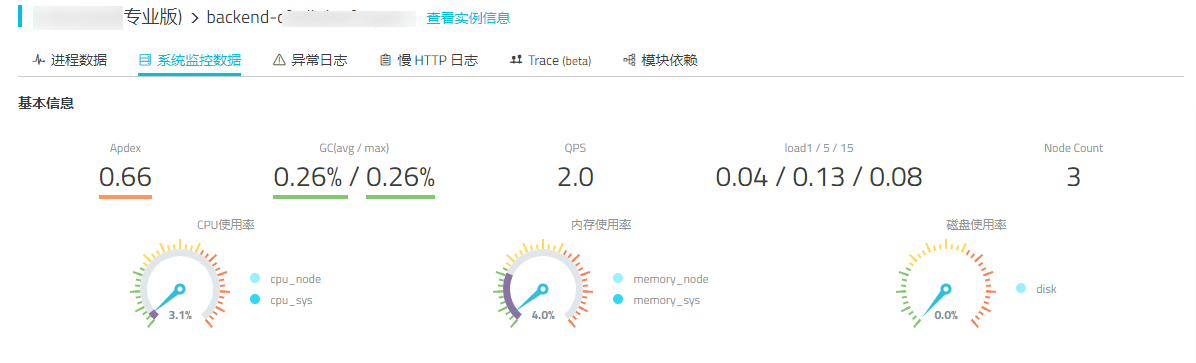 专业版) > backend- 查看实例信息
进程数据 系统监控数据 异常日志 慢 HTTP 日志 Trace (beta) 模块依赖
基本信息
Apdex GC(avg / max) QPS load1 / 5 / 15 Node Count
0.66 0.26% / 0.26% 2.0 0.04 / 0.13 / 0.08 3
CPU使用率 内存使用率 磁盘使用率
cpu_node memory_node disk
cpu_sys memory_sys
3.1% 4.0% 0.0%